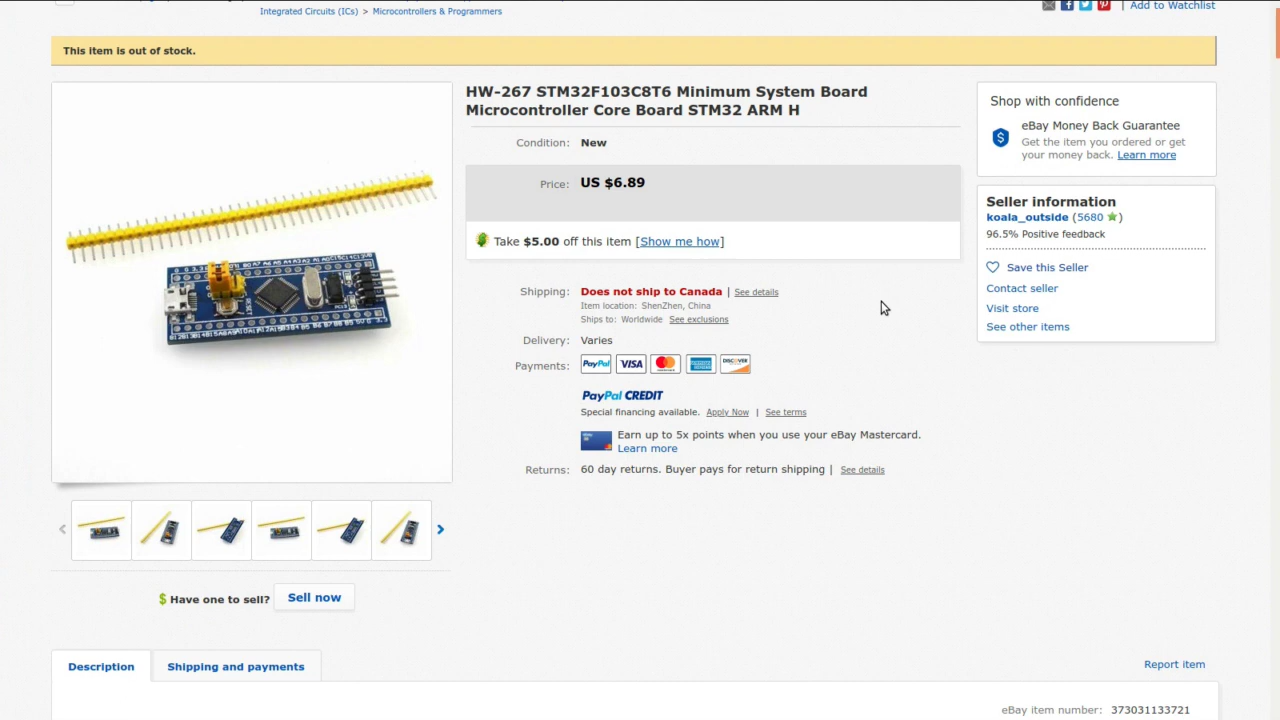 Integrated Circuits (ICs) > Microcontrollers & Programmers
| Add to Watchlist
This item is out of stock.
HW-267 STM32F103C8T6 Minimum System Board
Microcontroller Core Board STM32 ARM H
Condition: New
Price: US $6.89
Take $5.00 off this item [Show me how]
Shipping: Does not ship to Canada | See details
Item location: ShenZhen, China
Ships to: Worldwide See exclusions
Delivery: Varies
Payments: PayPal VISA MasterCard AMERICAN EXPRESS DISCOVER
PayPal CREDIT
Special financing available. Apply Now | See terms
Earn up to 5x points when you use your eBay Mastercard.
Learn more
Returns: 60 day returns. Buyer pays for return shipping | See details
Shop with confidence
eBay Money Back Guarantee
Get the item you ordered or get
your money back. Learn more
Seller information
koala_outside (5680)
96.5% Positive feedback
Save this Seller
Contact seller
Visit store
See other items
RESET
$ Have one to sell? Sell now
Description
Shipping and payments
Report item
eBay item number: 373031133721